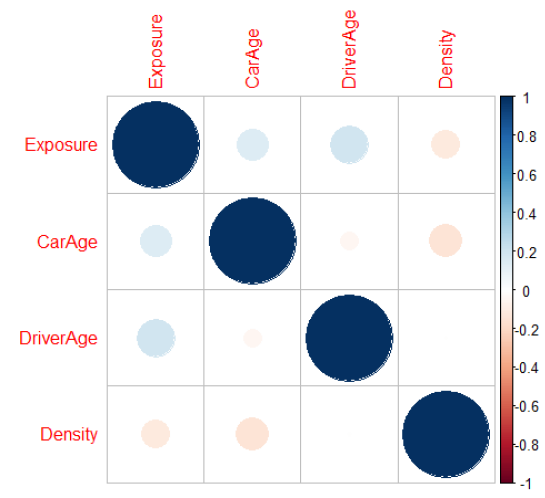 Exposure
CarAge
DriverAge
Density
Exposure
CarAge
DriverAge
Density
1
0.8
0.6
0.4
0.2
0
-0.2
-0.4
-0.6
-0.8
-1